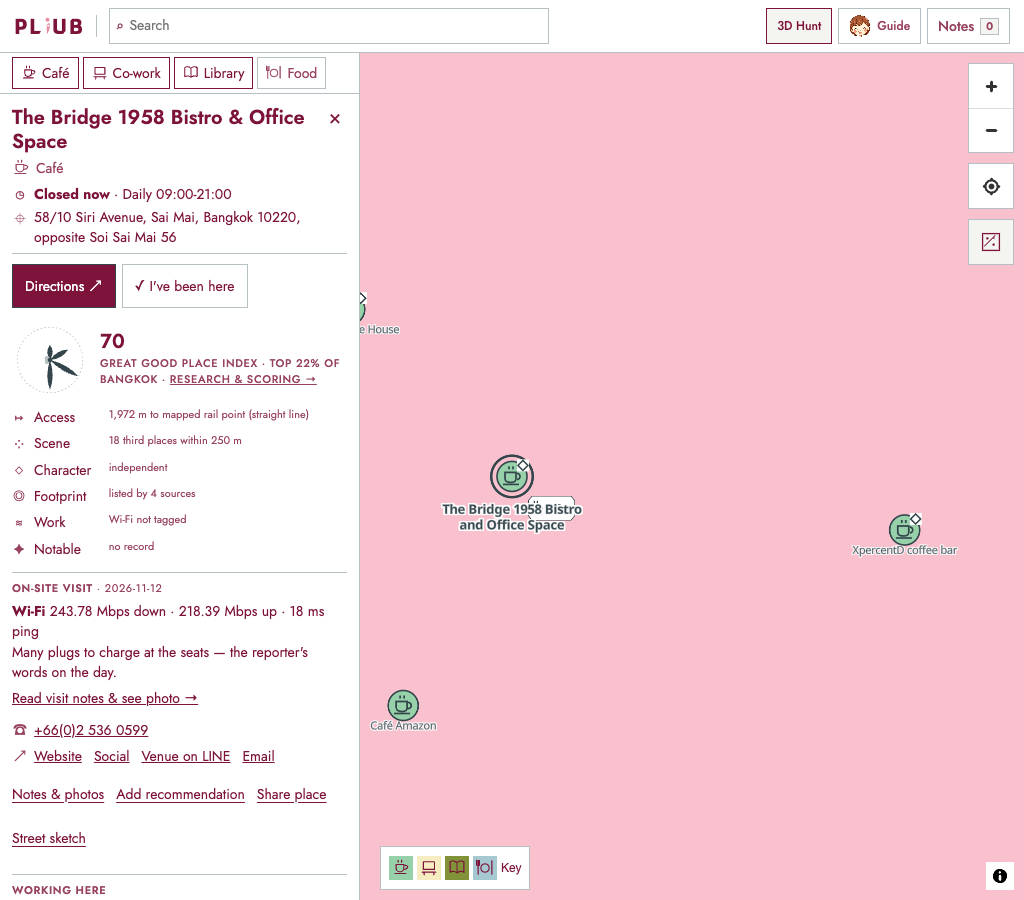 PLUUB
Search
3D Hunt
Guide
Notes 0
Café
Co-work
Library
Food
The Bridge 1958 Bistro & Office
Space
Café
Closed now · Daily 09:00-21:00
58/10 Siri Avenue, Sai Mai, Bangkok 10220,
opposite Soi Sai Mai 56
Directions ↗
✓ I've been here
70
GREAT GOOD PLACE INDEX · TOP 22% OF
BANGKOK · RESEARCH & SCORING →
Access 1,972 m to mapped rail point (straight line)
Scene 18 third places within 250 m
Character independent
Footprint listed by 4 sources
Work Wi-Fi not tagged
Notable no record
ON-SITE VISIT · 2026-11-12
Wi-Fi 243.78 Mbps down · 218.39 Mbps up · 18 ms
ping
Many plugs to charge at the seats — the reporter's
words on the day.
Read visit notes & see photo →
+66(0)2 536 0599
Website Social Venue on LINE Email
Notes & photos Add recommendation Share place
Street sketch
WORKING HERE
e House
The Bridge 1958 Bistro
and Office Space
XpercentD coffee bar
Café Amazon
Key